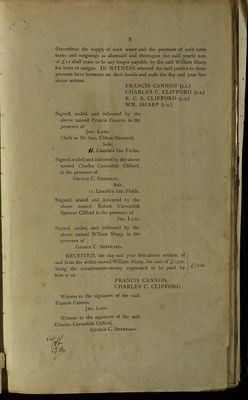 8
thenceforce the supply of such water and the payment of such rates
times and outgoings as aforesaid and thereupon the said yearly sum
of £10 shall cease to be any longer payable by the said William Sharp
his heirs or assigns IN WITNESS whereof the said parties to these
presents have hereunto set their hands and seals the day and year first
above written.
FRANCIS CANNON (L.S.)
CHARLES C. CLIFFORD (L.S.)
R. C. S. CLIFFORD (L.S.)
WM. SHARP (L.S.)
Signed, sealed, and delivered by the
above named Francis Cannon in the
presence of
Jno. Lane.
Clerk to Mr. Geo. Clifton Sherrard.
Solr.,
Lincoln's Inn Fields.
Signed, sealed, and delivered by the above
named Charles Cavendish Clifford,
in the presence of
George C. Sherrard.
Solr.,
Lincoln's Inn Fields.
Signed, sealed and delivered by the
above named Robert Cavendish
Spencer Clifford in the presence of
Jno. Lane.
Signed, sealed, and delivered by the
above named William Sharp, in the
presence of
George C. Sherrard.
RECEIVED, the day and year first-above written, of
and from the within-named William Sharp, the sum of
being the consideration-money expressed to be paid by
him to us
FRANCIS CANNON,
CHARLES C. CLIFFORD.
Witness to the signature of the said
Francis Cannon,
Jno. Lane.
Witness to the signature of the said
Charles Cavendish Clifford,
George C. Sherrard.